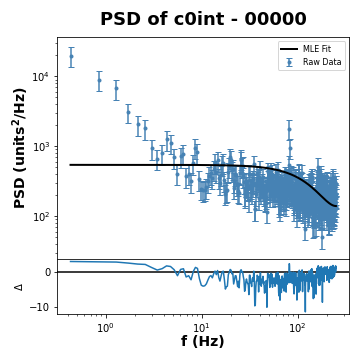 PSD of c0int - 00000
PSD (units²/Hz)
10⁴
10³
10²
MLE Fit
Raw Data
Δ
0
−10
10⁰
10¹
10²
f (Hz)